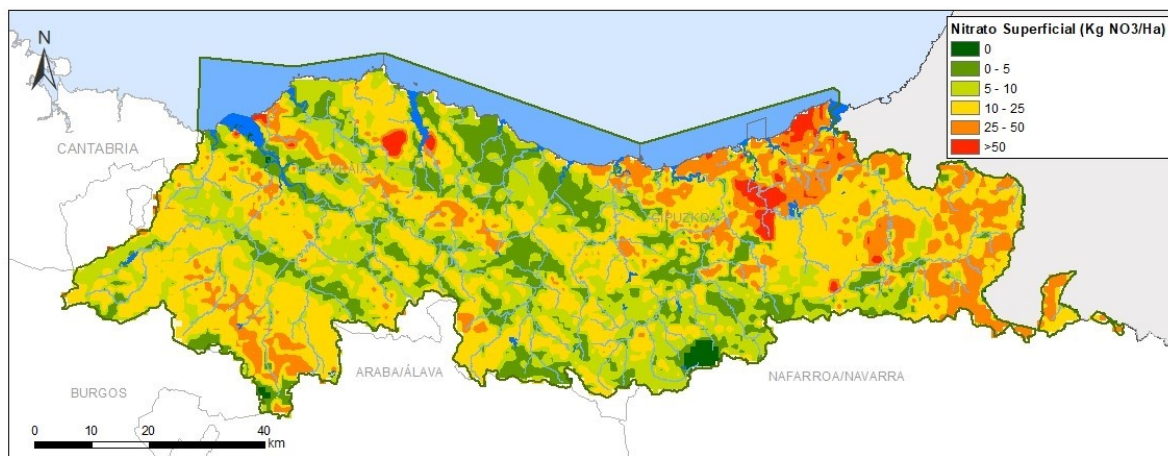 Nitrato Superficial (Kg NO3/Ha)
0
0 - 5
5 - 10
10 - 25
25 - 50
>50
N
CANTABRIA
GIPUZKOA
BURGOS
ARABA/ÁLAVA
NAFARROA/NAVARRA
0 10 20 40
km